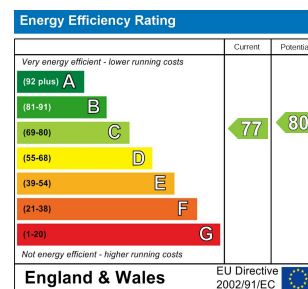 Energy Efficiency Rating
Current Potentia
Very energy efficient - lower running costs
(92 plus) A
(81-91) B
(69-80) C
77 80
(55-68) D
(39-54) E
(21-38) F
(1-20) G
Not energy efficient - higher running costs
England & Wales
EU Directive
2002/91/EC